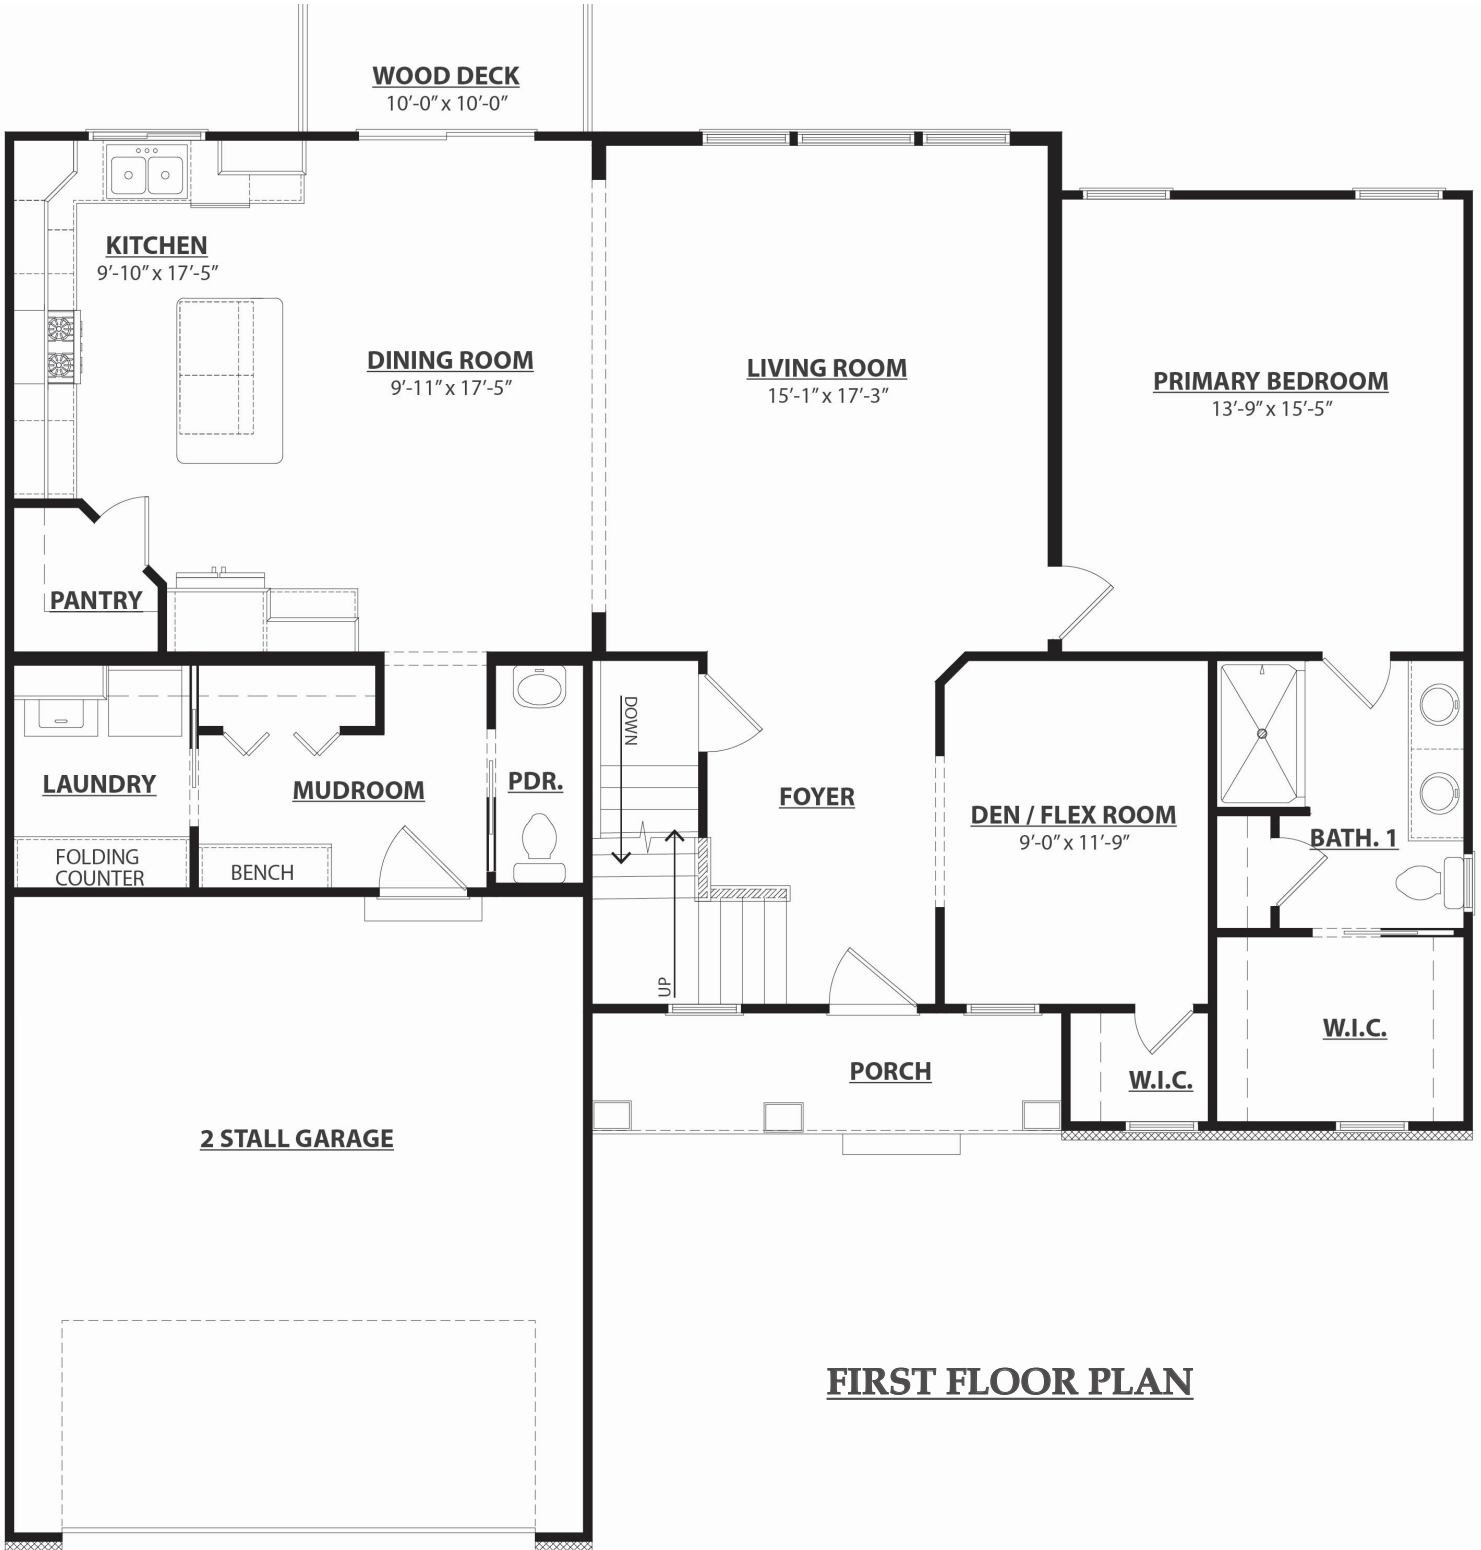 WOOD DECK
10'-0" x 10'-0"
KITCHEN
9'-10" x 17'-5"
DINING ROOM
9'-11" x 17'-5"
LIVING ROOM
15'-1" x 17'-3"
PRIMARY BEDROOM
13'-9" x 15'-5"
PANTRY
DOWN
LAUNDRY
MUDROOM
PDR.
FOYER
DEN / FLEX ROOM
9'-0" x 11'-9"
BATH. 1
FOLDING
COUNTER
BENCH
UP
W.I.C.
PORCH
W.I.C.
2 STALL GARAGE
FIRST FLOOR PLAN